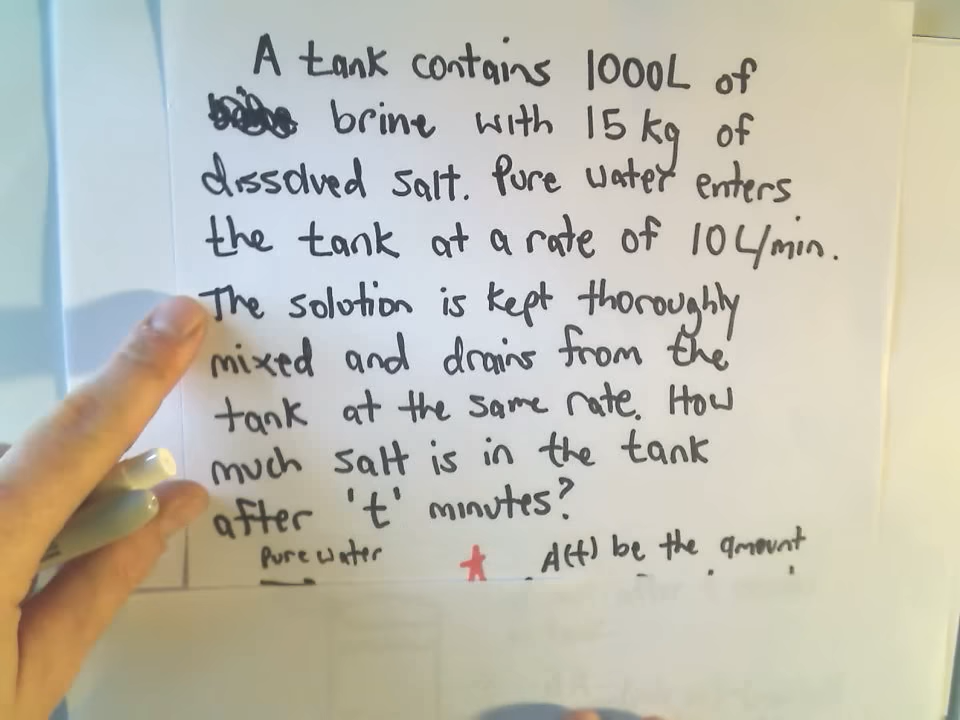 A tank contains 1000L of
brine with 15 kg of
dissolved salt. Pure water enters
the tank at a rate of 10 L/min.
The solution is kept thoroughly
mixed and drains from the
tank at the same rate. How
much salt is in the tank
after 't' minutes?
Pure water A(t) be the amount